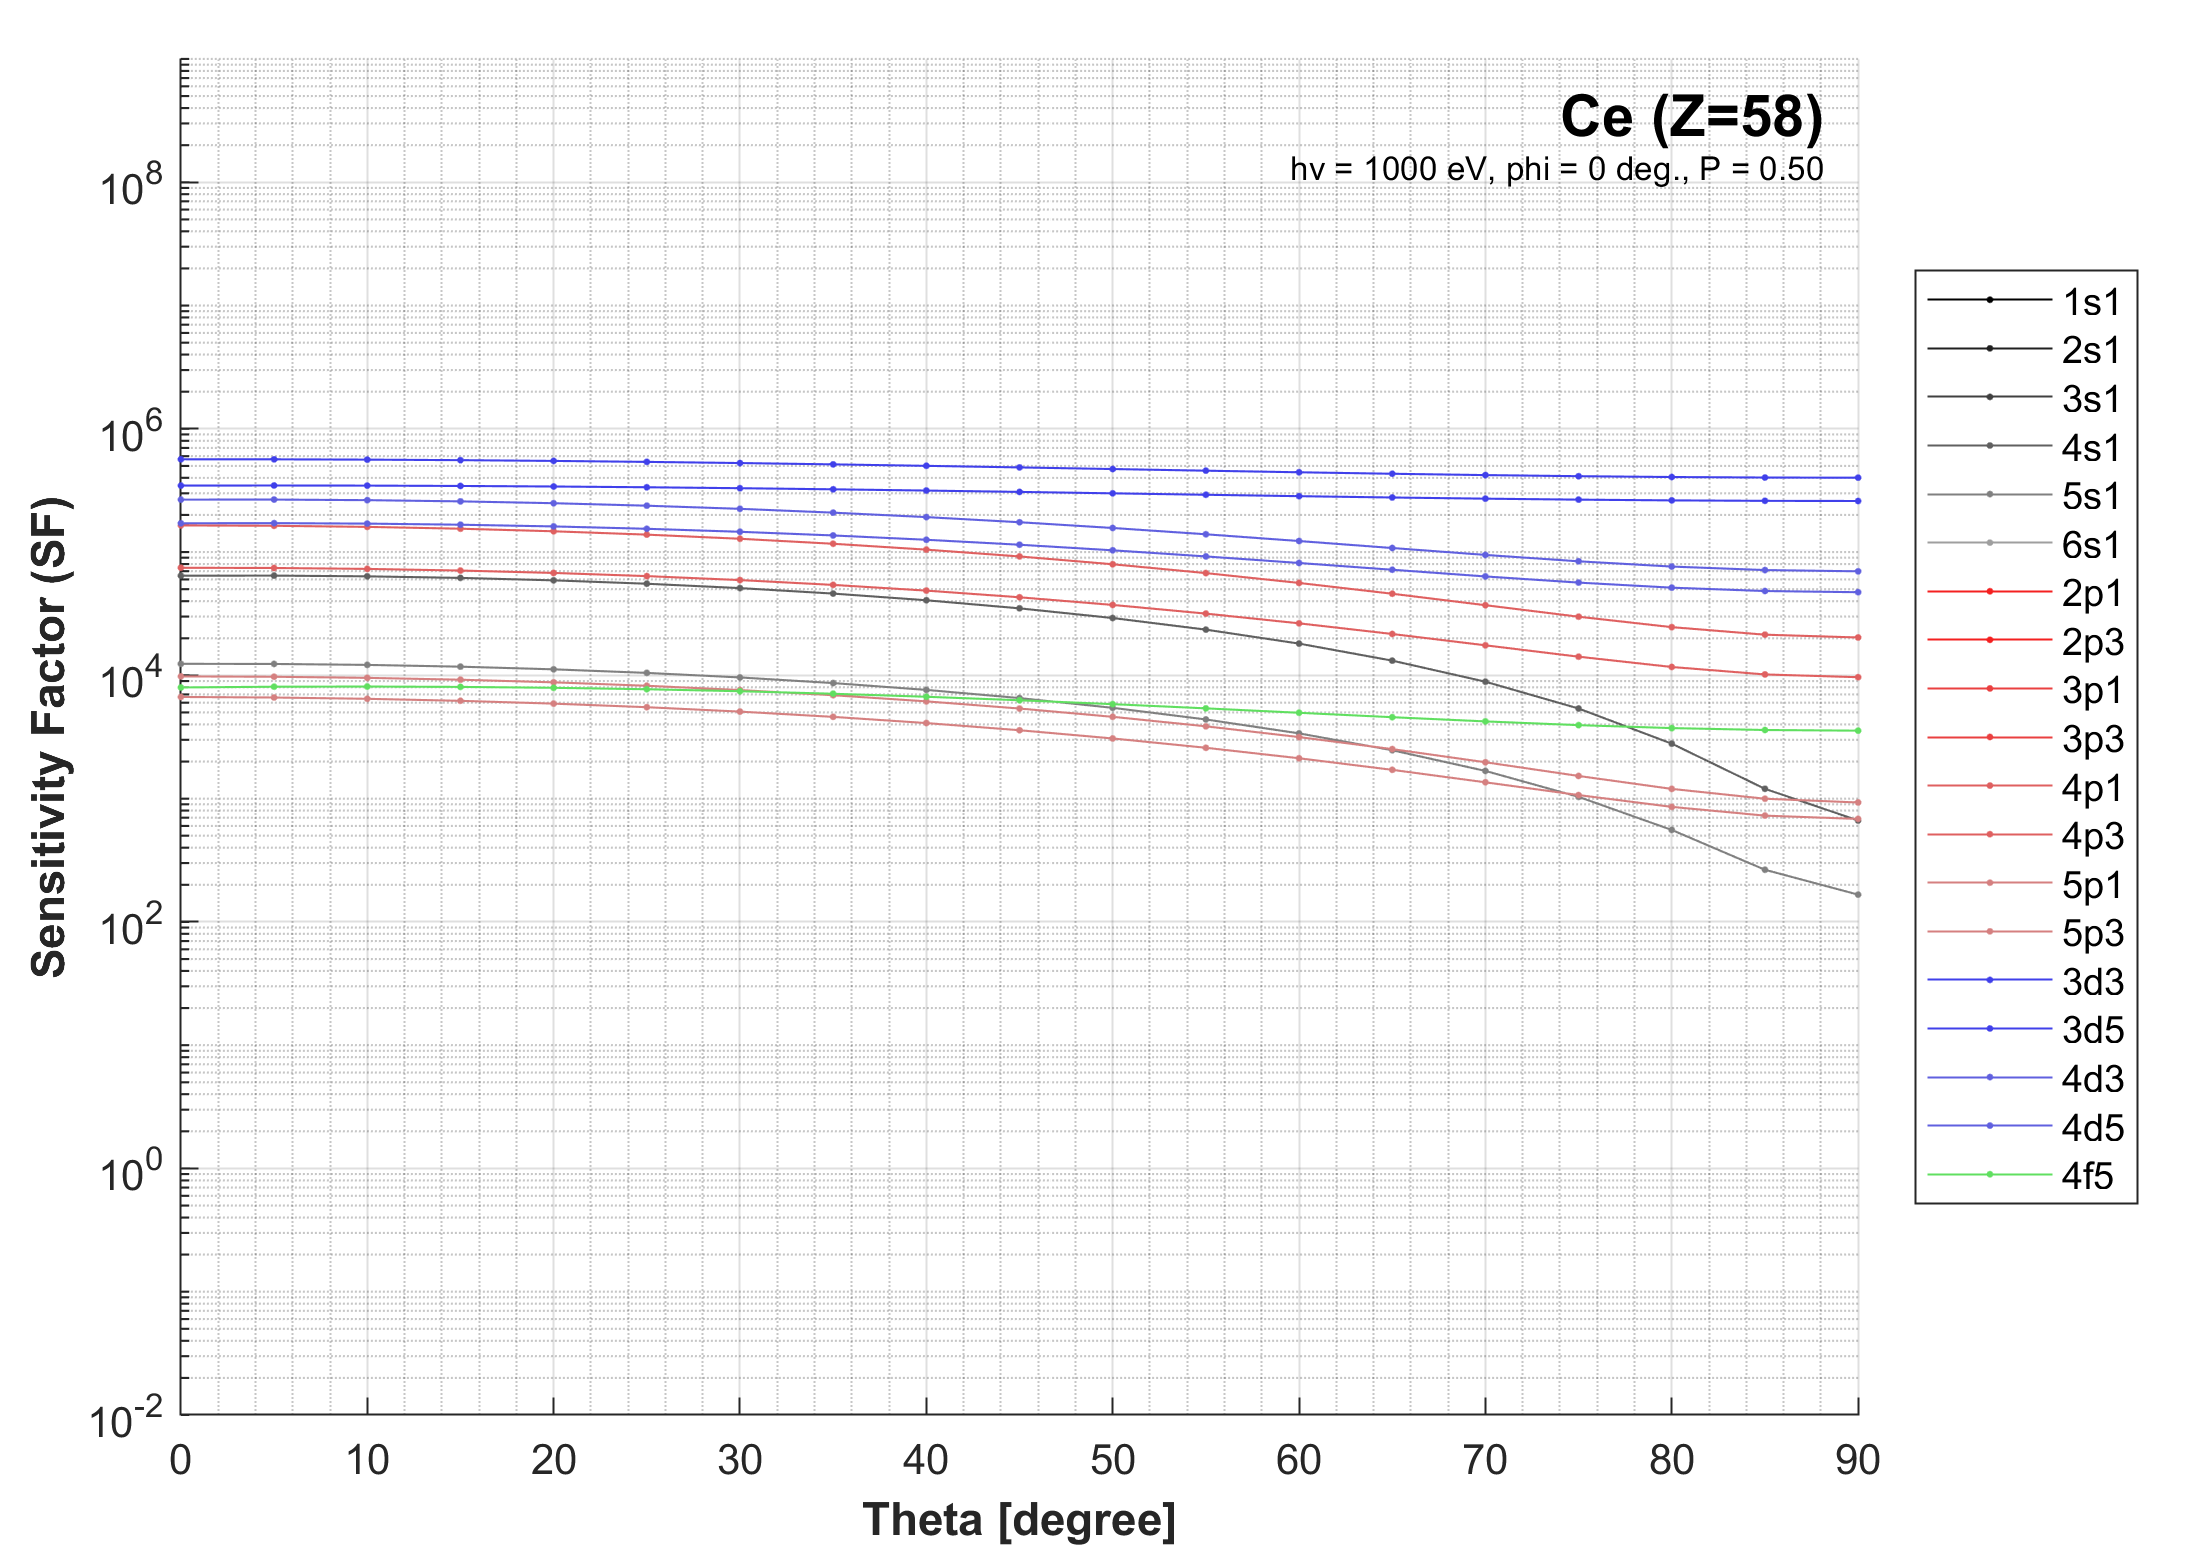 Ce (Z=58)
hv = 1000 eV, phi = 0 deg., P = 0.50
10^8
10^6
10^4
10^2
10^0
10^-2
Sensitivity Factor (SF)
0 10 20 30 40 50 60 70 80 90
Theta [degree]
1s1
2s1
3s1
4s1
5s1
6s1
2p1
2p3
3p1
3p3
4p1
4p3
5p1
5p3
3d3
3d5
4d3
4d5
4f5